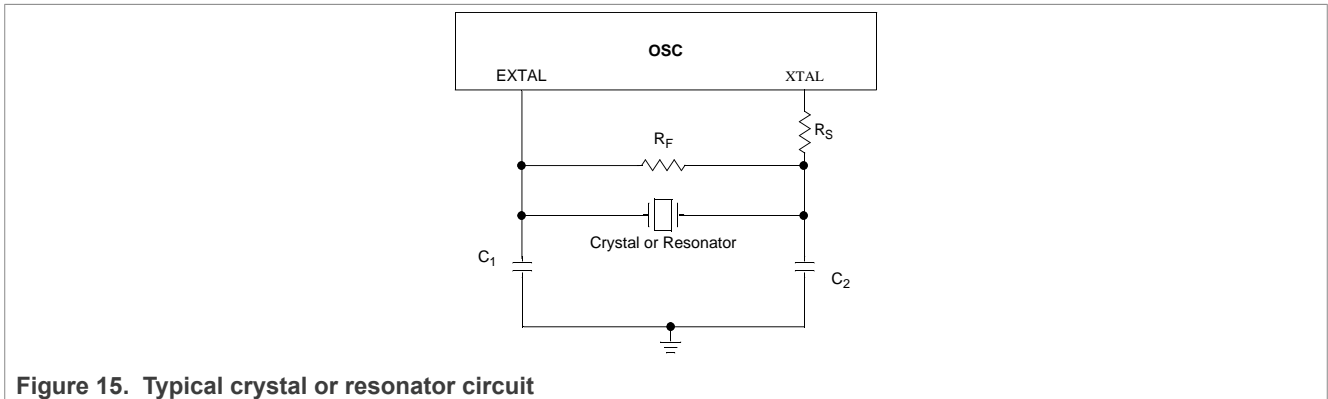 OSC
EXTAL
XTAL
R_S
R_F
Crystal or Resonator
C_1
C_2
Figure 15. Typical crystal or resonator circuit